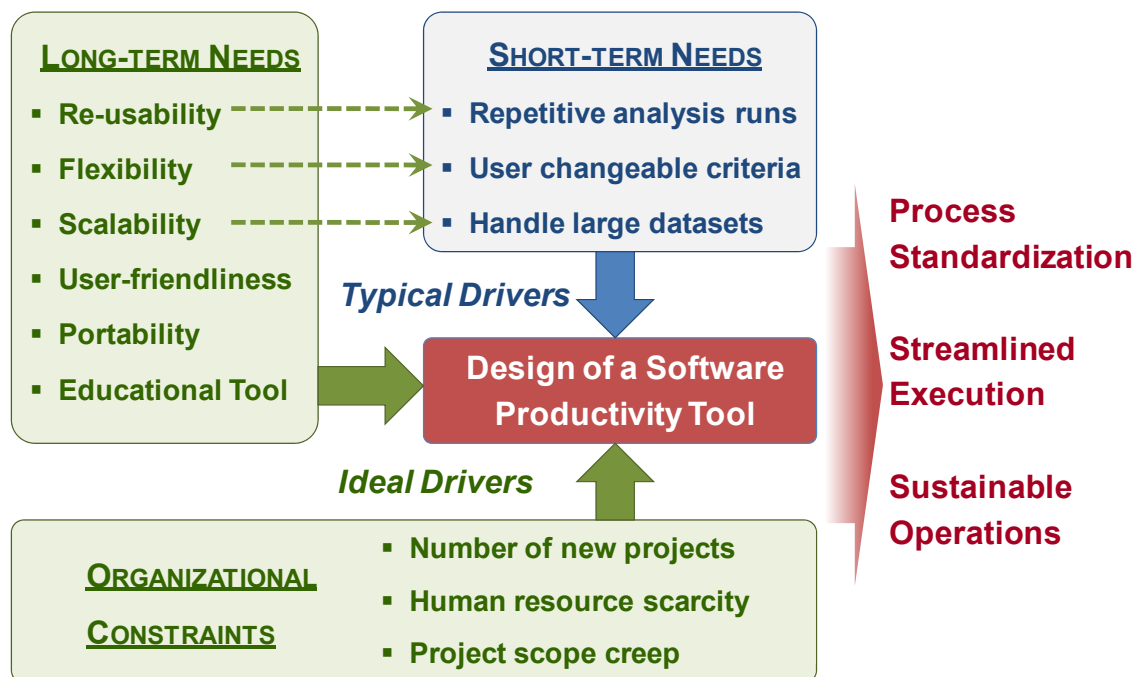 LONG-TERM NEEDS
▪ Re-usability
▪ Flexibility
▪ Scalability
▪ User-friendliness
▪ Portability
▪ Educational Tool
SHORT-TERM NEEDS
▪ Repetitive analysis runs
▪ User changeable criteria
▪ Handle large datasets
Typical Drivers
Design of a Software
Productivity Tool
Ideal Drivers
ORGANIZATIONAL
CONSTRAINTS
▪ Number of new projects
▪ Human resource scarcity
▪ Project scope creep
Process
Standardization
Streamlined
Execution
Sustainable
Operations